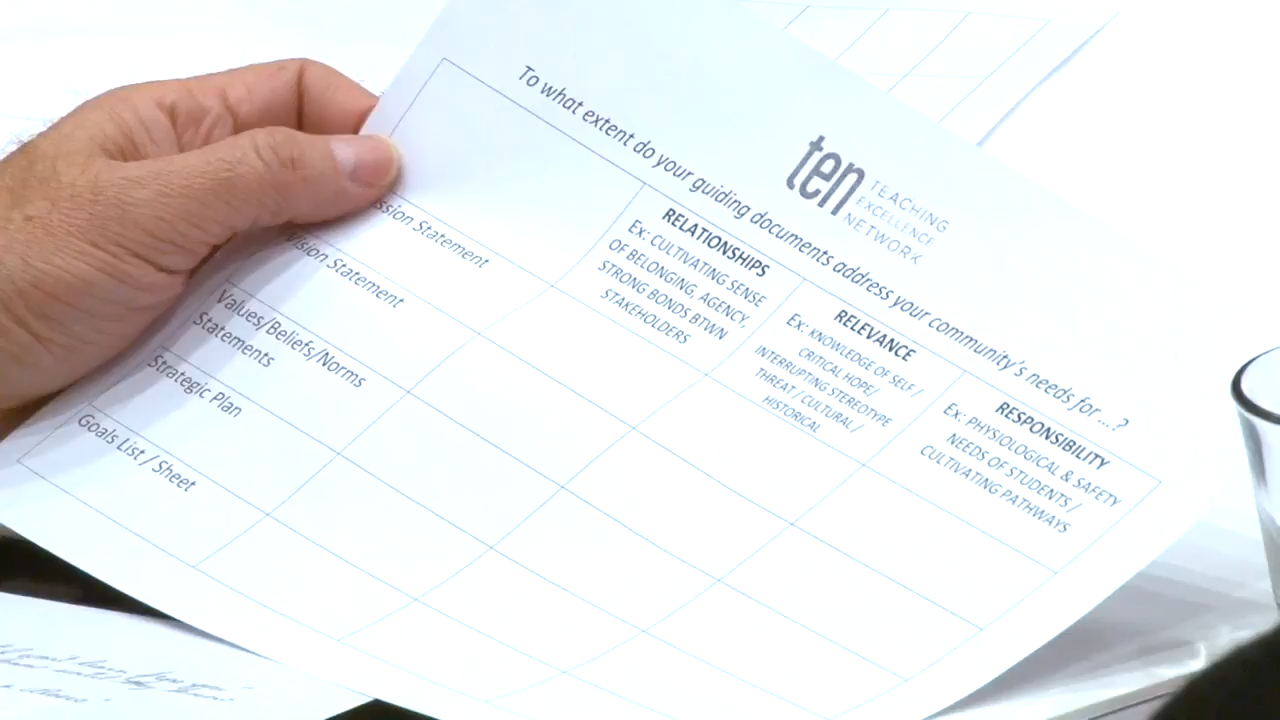 ten
TEACHING
EXCELLENCE
NETWORK
To what extent do your guiding documents address your community's needs for ...?
RELATIONSHIPS
Ex: CULTIVATING SENSE
OF BELONGING, AGENCY,
STRONG BONDS BTWN
STAKEHOLDERS
RELEVANCE
Ex: KNOWLEDGE OF SELF /
CRITICAL HOPE/
INTERRUPTING STEREOTYPE
THREAT / CULTURAL /
HISTORICAL
RESPONSIBILITY
Ex: PHYSIOLOGICAL & SAFETY
NEEDS OF STUDENTS /
CULTIVATING PATHWAYS
ssion Statement
Vision Statement
Values/Beliefs/Norms
Statements
Strategic Plan
Goals List / Sheet